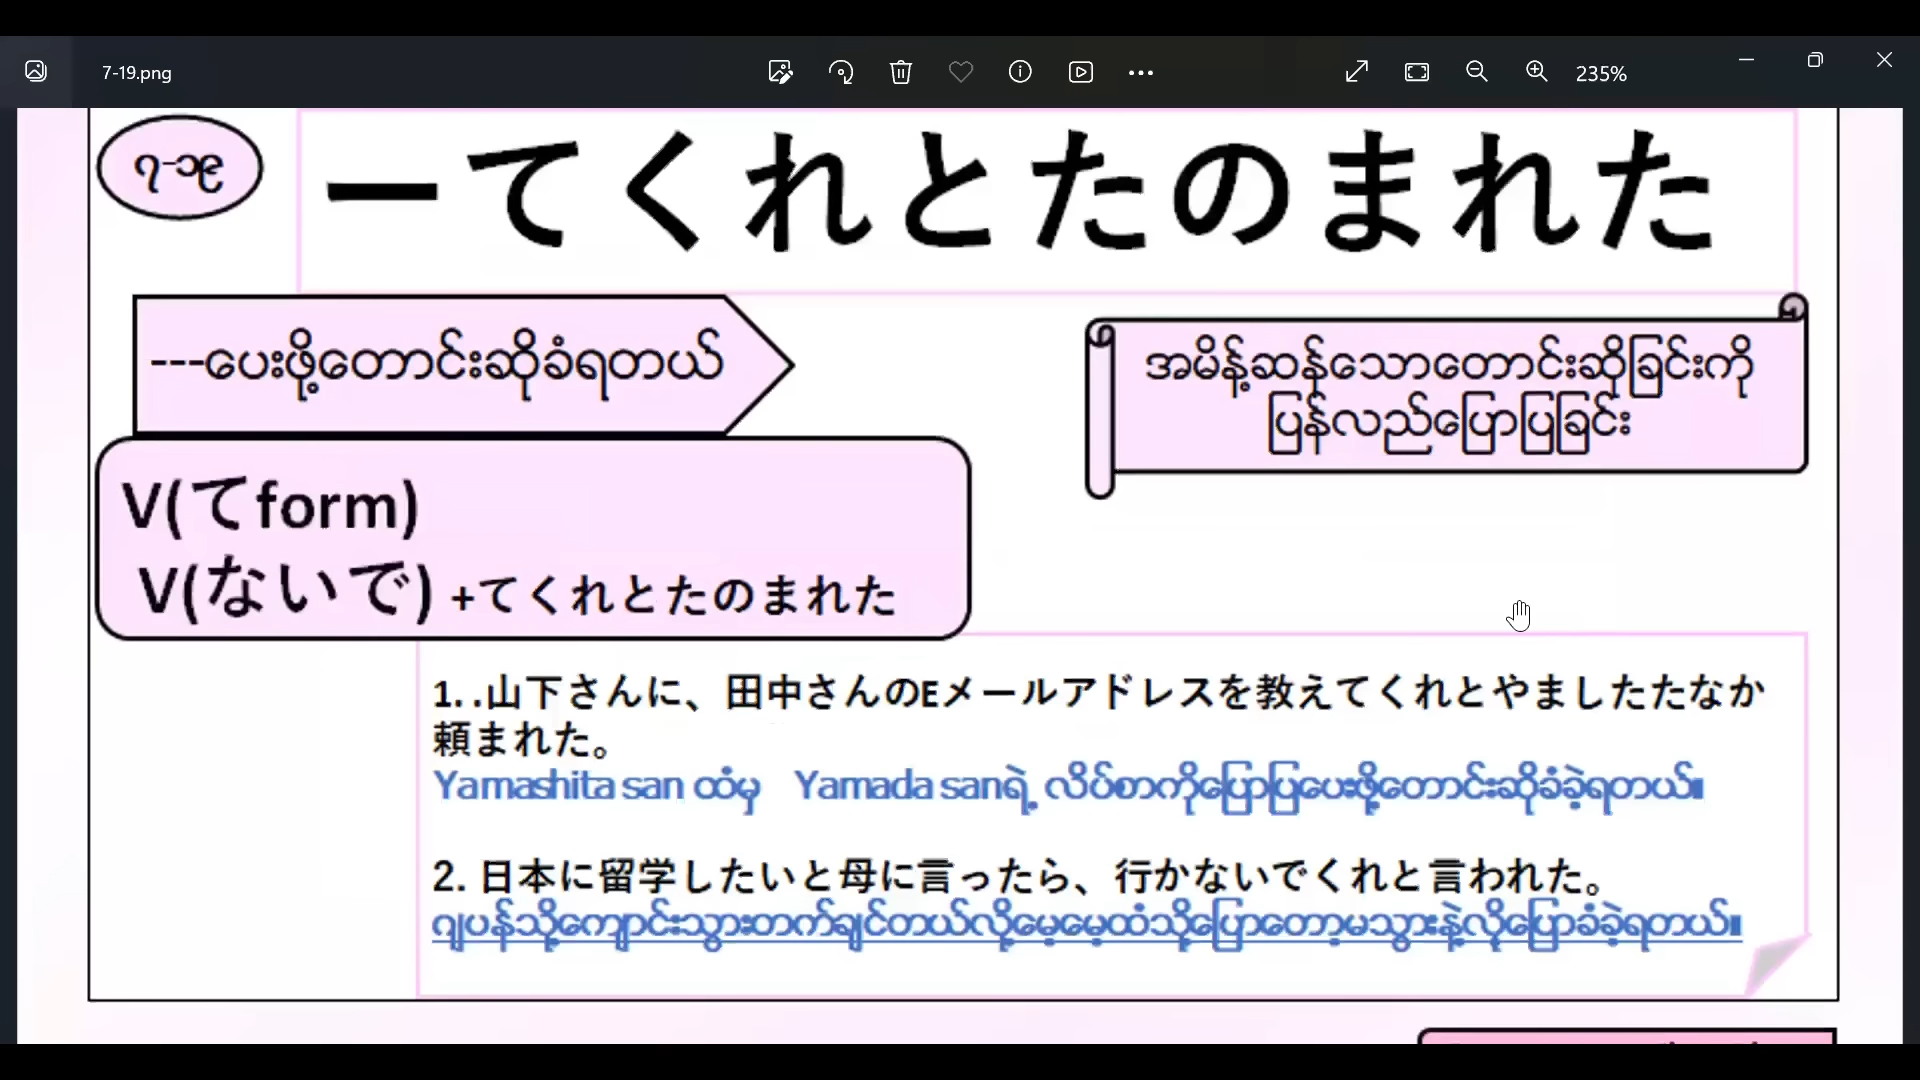 7-19.png
235%
၇-၁၉
ーてくれとたのまれた
---ပေးဖို့တောင်းဆိုခံရတယ်
အမိန့်ဆန်သောတောင်းဆိုခြင်းကို
ပြန်လည်ပြောပြခြင်း
V(てform)
V(ないで) +てくれとたのまれた
1. .山下さんに、田中さんのEメールアドレスを教えてくれとやましたたなか
頼まれた。
Yamashita san ထံမှ Yamada sanရဲ့ လိပ်စာကိုပြောပြပေးဖို့တောင်းဆိုခံခဲ့ရတယ်။
2. 日本に留学したいと母に言ったら、行かないでくれと言われた。
ဂျပန်သို့ကျောင်းသွားတက်ချင်တယ်လို့မေမေ့ထံသို့ပြောတော့မသွားနဲ့လို့ပြောခံခဲ့ရတယ်။